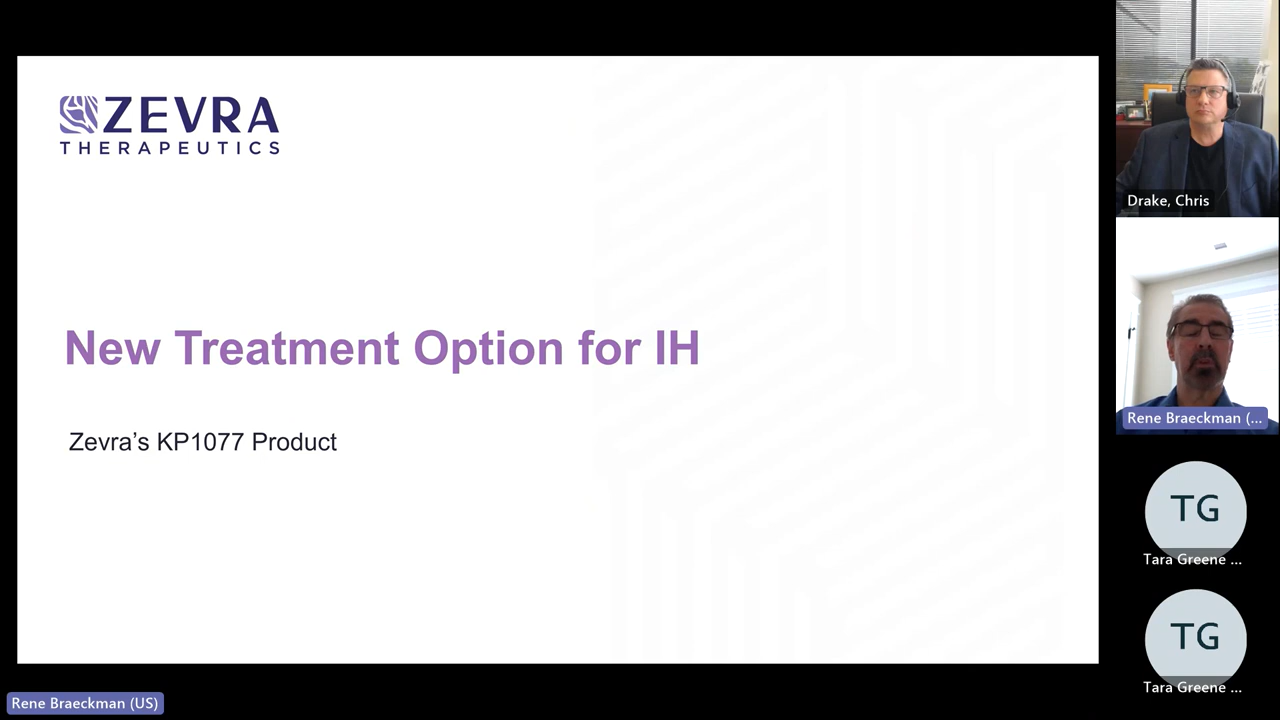 ZEVRA
THERAPEUTICS
New Treatment Option for IH
Zevra’s KP1077 Product
Drake, Chris
Rene Braeckman (...
TG
Tara Greene ...
TG
Tara Greene ...
Rene Braeckman (US)